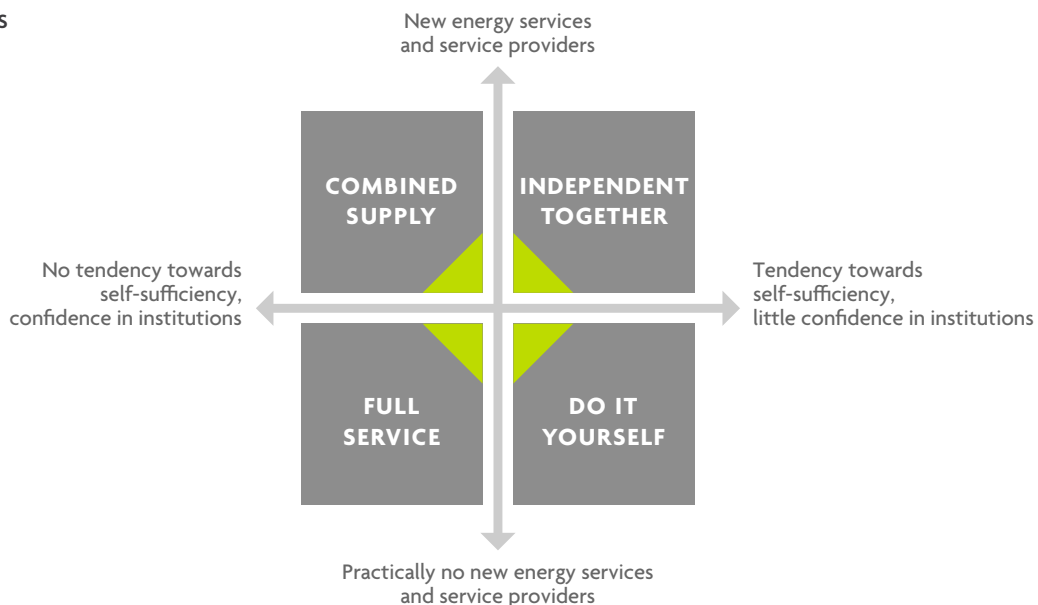 New energy services
and service providers
COMBINED
SUPPLY
INDEPENDENT
TOGETHER
No tendency towards
self-sufficiency,
confidence in institutions
Tendency towards
self-sufficiency,
little confidence in institutions
FULL
SERVICE
DO IT
YOURSELF
Practically no new energy services
and service providers